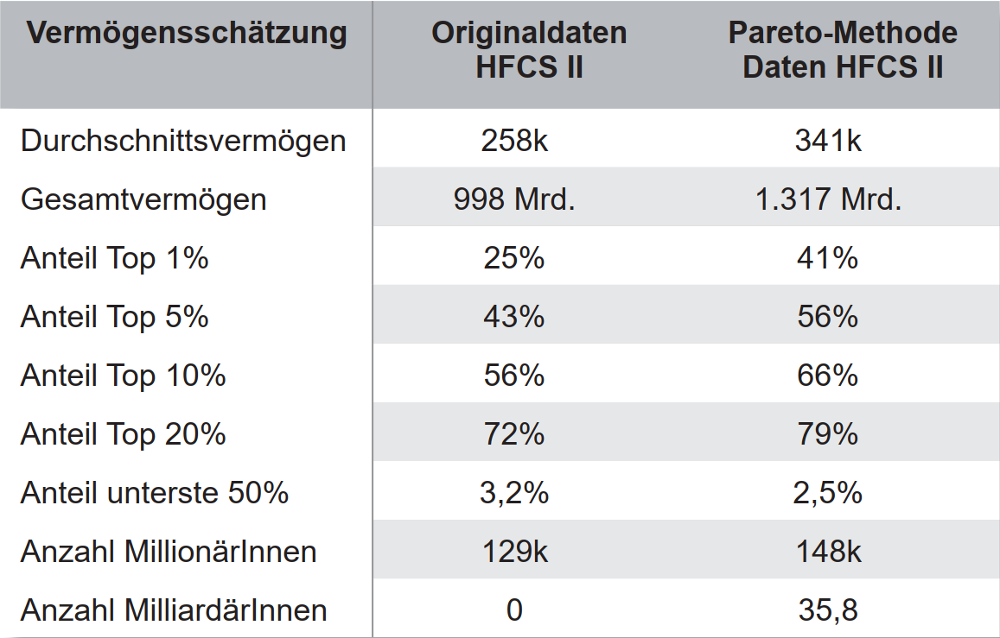 Vermögensschätzung Originaldaten HFCS II Pareto-Methode Daten HFCS II
Durchschnittsvermögen 258k 341k
Gesamtvermögen 998 Mrd. 1.317 Mrd.
Anteil Top 1% 25% 41%
Anteil Top 5% 43% 56%
Anteil Top 10% 56% 66%
Anteil Top 20% 72% 79%
Anteil unterste 50% 3,2% 2,5%
Anzahl MillionärInnen 129k 148k
Anzahl MilliardärInnen 0 35,8